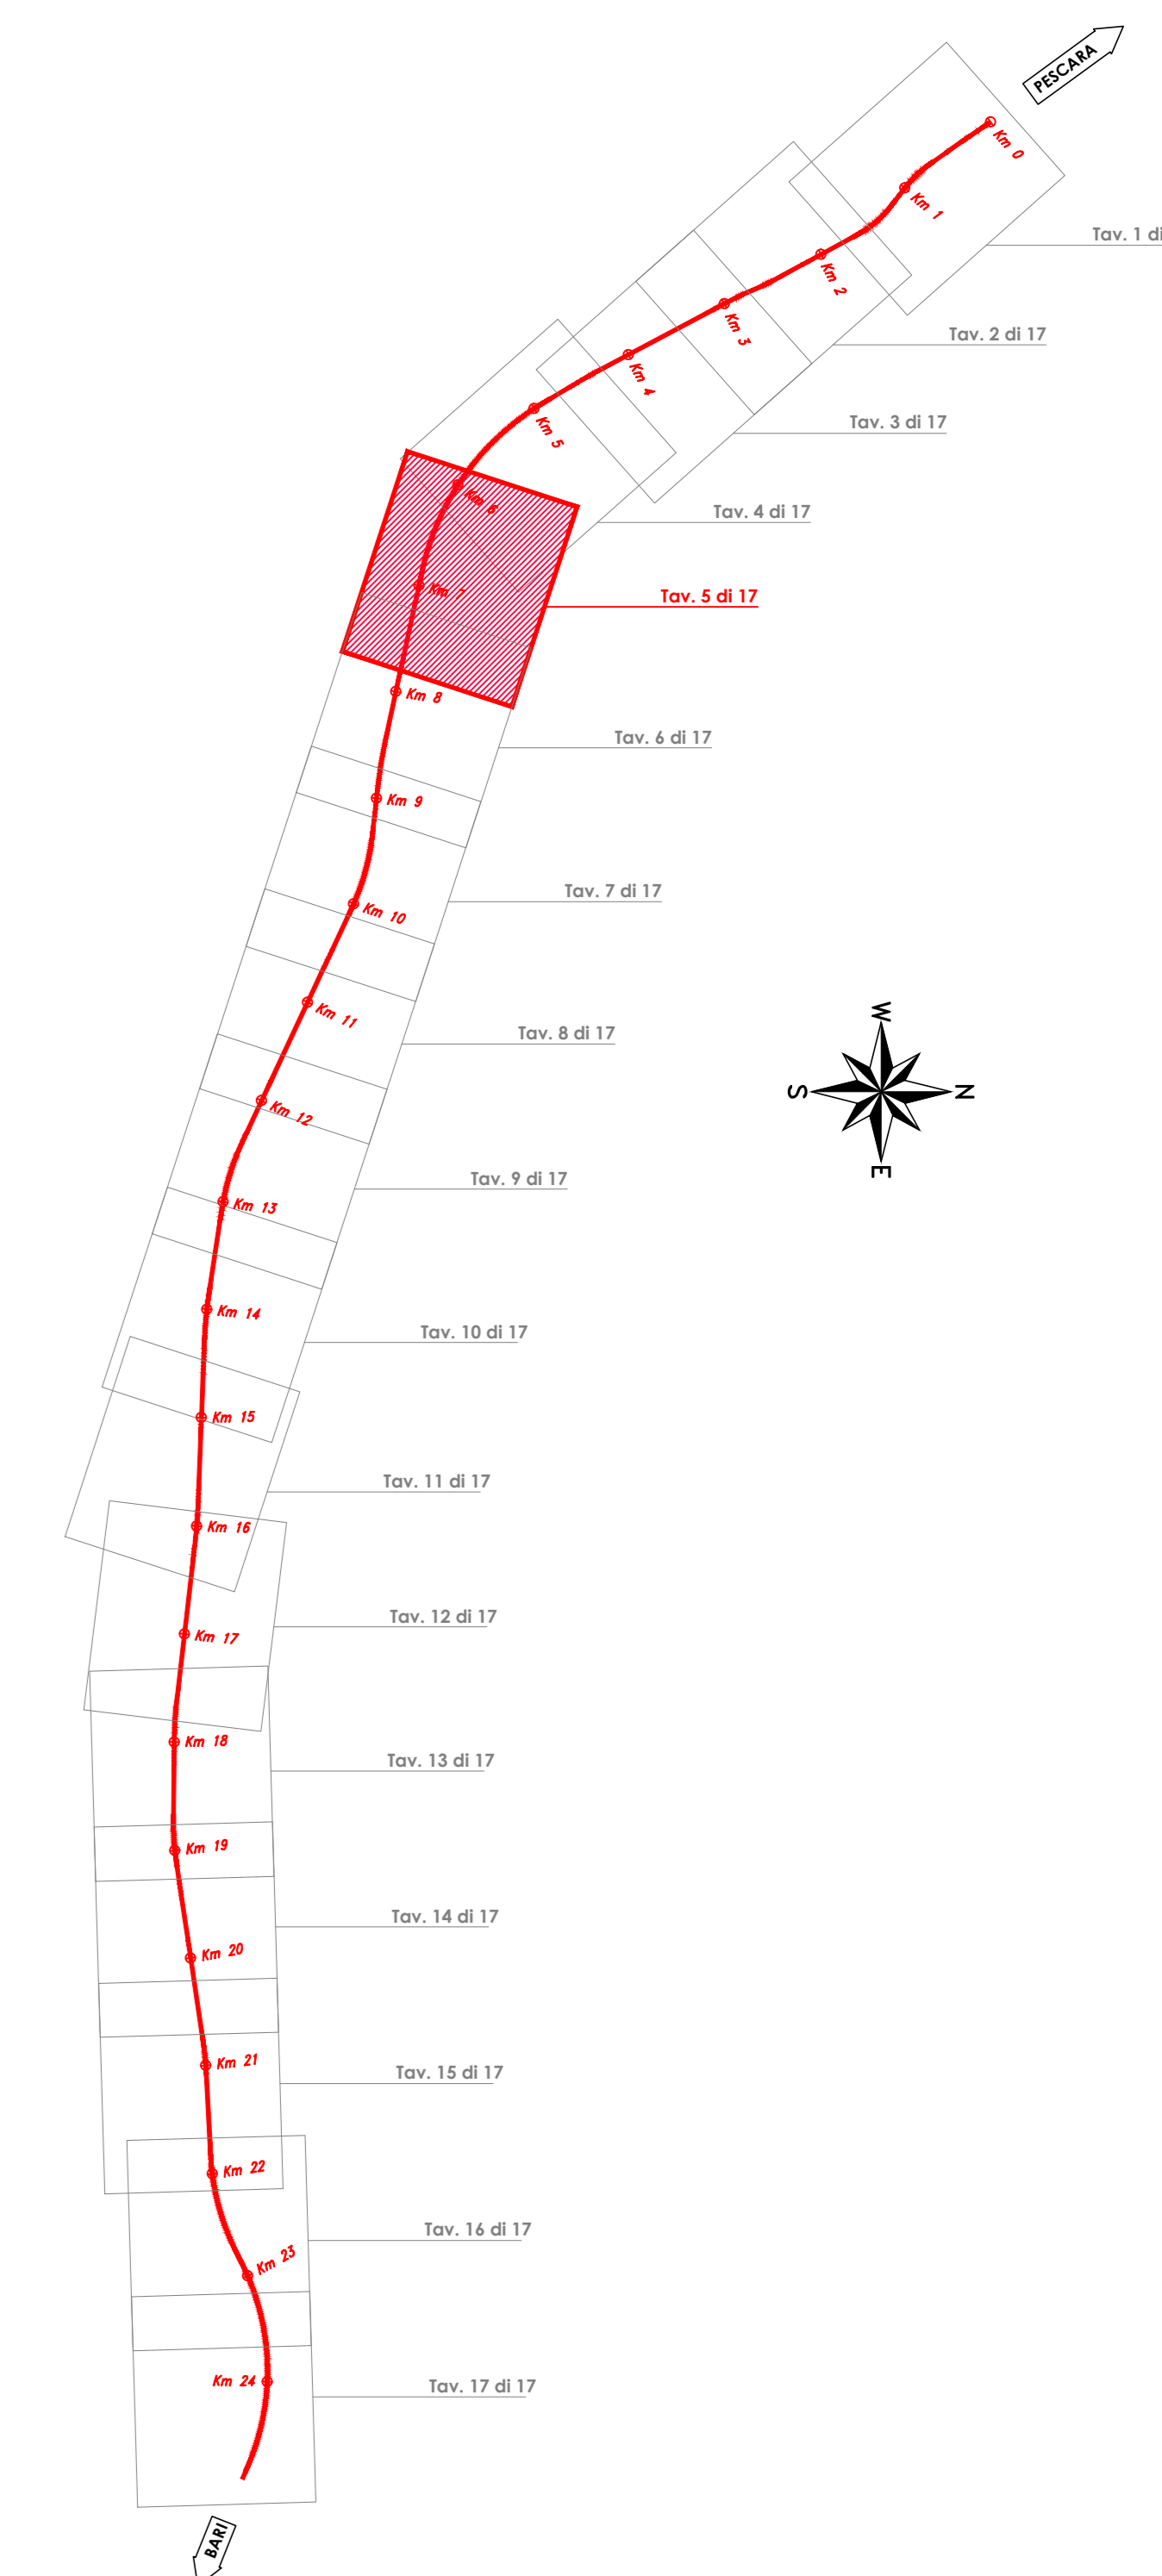 PESCARA
Km 0
Km 1
Tav. 1 di
Km 2
Km 3
Tav. 2 di 17
Km 4
Km 5
Tav. 3 di 17
Km 6
Tav. 4 di 17
Km 7
Tav. 5 di 17
Km 8
Tav. 6 di 17
Km 9
Tav. 7 di 17
Km 10
Km 11
W
Tav. 8 di 17
S
N
Km 12
E
Tav. 9 di 17
Km 13
Km 14
Tav. 10 di 17
Km 15
Tav. 11 di 17
Km 16
Tav. 12 di 17
Km 17
Km 18
Tav. 13 di 17
Km 19
Tav. 14 di 17
Km 20
Km 21
Tav. 15 di 17
Km 22
Tav. 16 di 17
Km 23
Km 24
Tav. 17 di 17
BARI